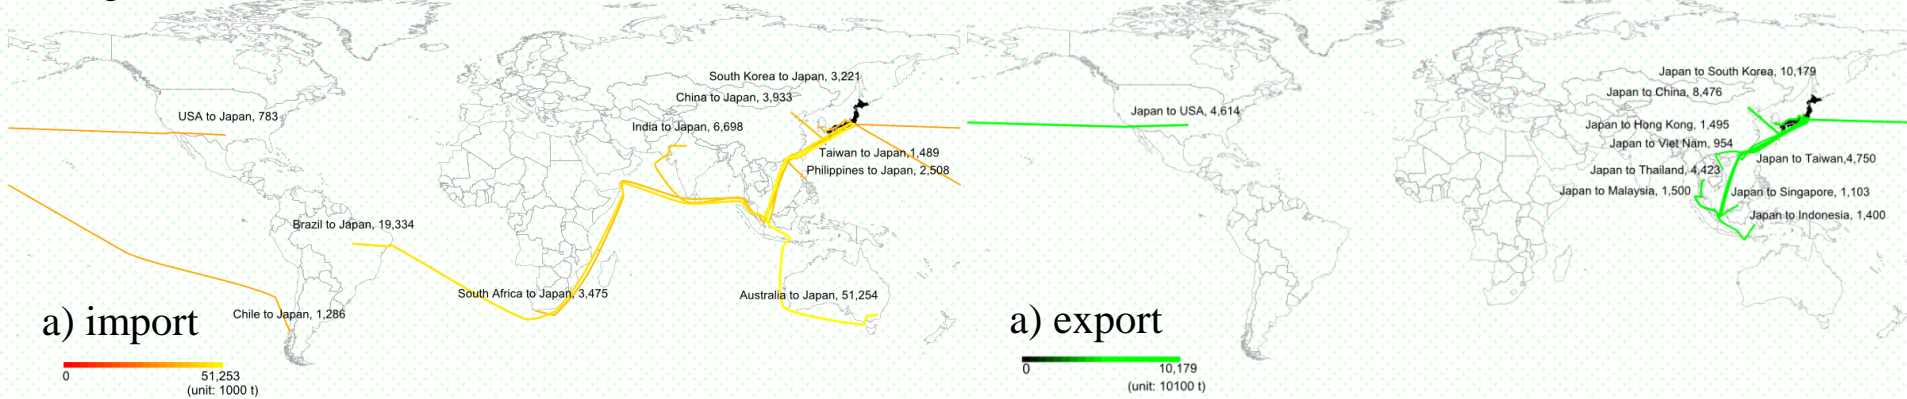 South Korea to Japan, 3,221
China to Japan, 3,933
USA to Japan, 783
India to Japan, 6,698
Taiwan to Japan,1,489
Philippines to Japan, 2,508
Brazil to Japan, 19,334
South Africa to Japan, 3,475
Australia to Japan, 51,254
Chile to Japan, 1,286
a) import
0
51,253
(unit: 1000 t)
Japan to South Korea, 10,179
Japan to China, 8,476
Japan to USA, 4,614
Japan to Hong Kong, 1,495
Japan to Viet Nam, 954
Japan to Taiwan,4,750
Japan to Thailand, 4,423
Japan to Malaysia, 1,500
Japan to Singapore, 1,103
Japan to Indonesia, 1,400
a) export
0
10,179
(unit: 10100 t)